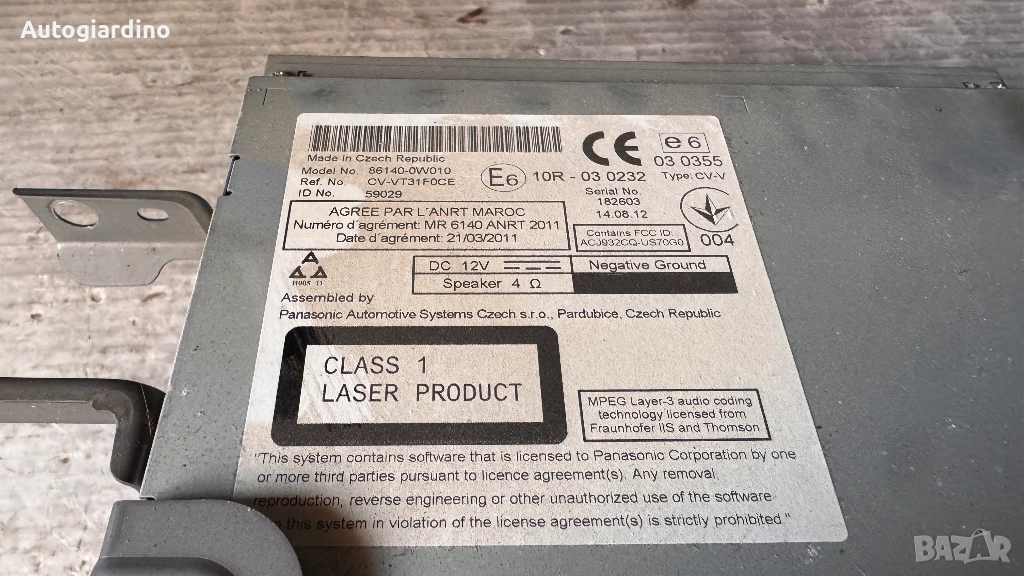 Autogiardino
Made in Czech Republic
Model No. 86140-0W010
Ref. No. CV-VT31F0CE
ID No. 59029
E6
10R - 03 0232
CE
e6
03 0355
Type: CV-V
Serial No.
182603
14.08.12
004
AGREE PAR L'ANRT MAROC
Numéro d'agrément: MR 6140 ANRT 2011
Date d'agrément: 21/03/2011
Contains FCC ID:
ACJ932CQ-US70G0
A
DC 12V
Negative Ground
Speaker 4 Ω
Assembled by
Panasonic Automotive Systems Czech s.r.o., Pardubice, Czech Republic
CLASS 1
LASER PRODUCT
MPEG Layer-3 audio coding
technology licensed from
Fraunhofer IIS and Thomson
"This system contains software that is licensed to Panasonic Corporation by one
or more third parties pursuant to licence agreement(s). Any removal,
reproduction, reverse engineering or other unauthorized use of the software
this system in violation of the license agreement(s) is strictly prohibited."
BAZAR